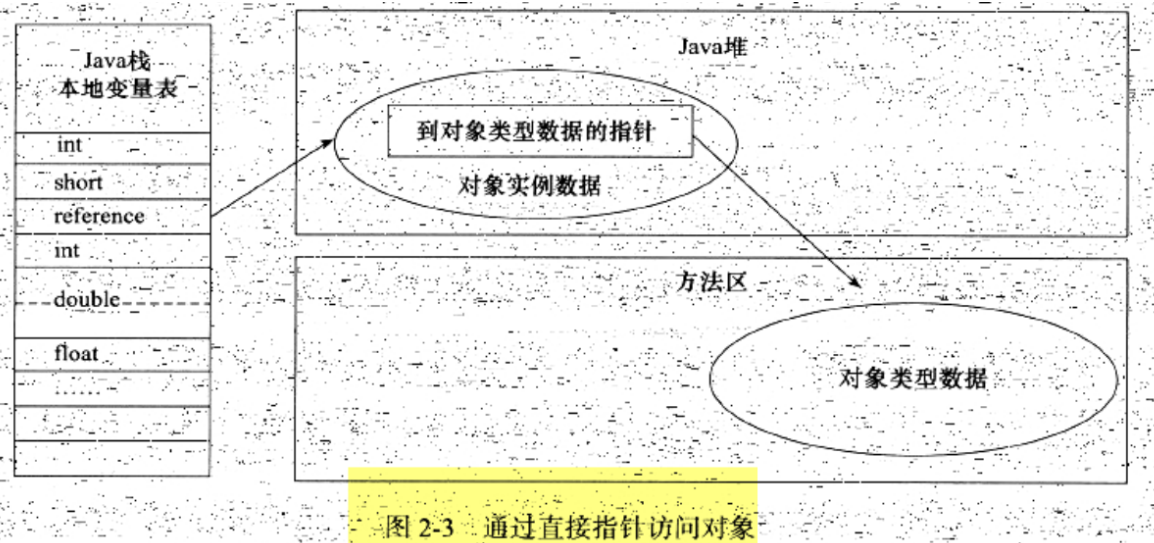 Java栈
本地变量表
int
short
reference
int
double
float
……
Java堆
到对象类型数据的指针
对象实例数据
方法区
对象类型数据
图 2-3 通过直接指针访问对象